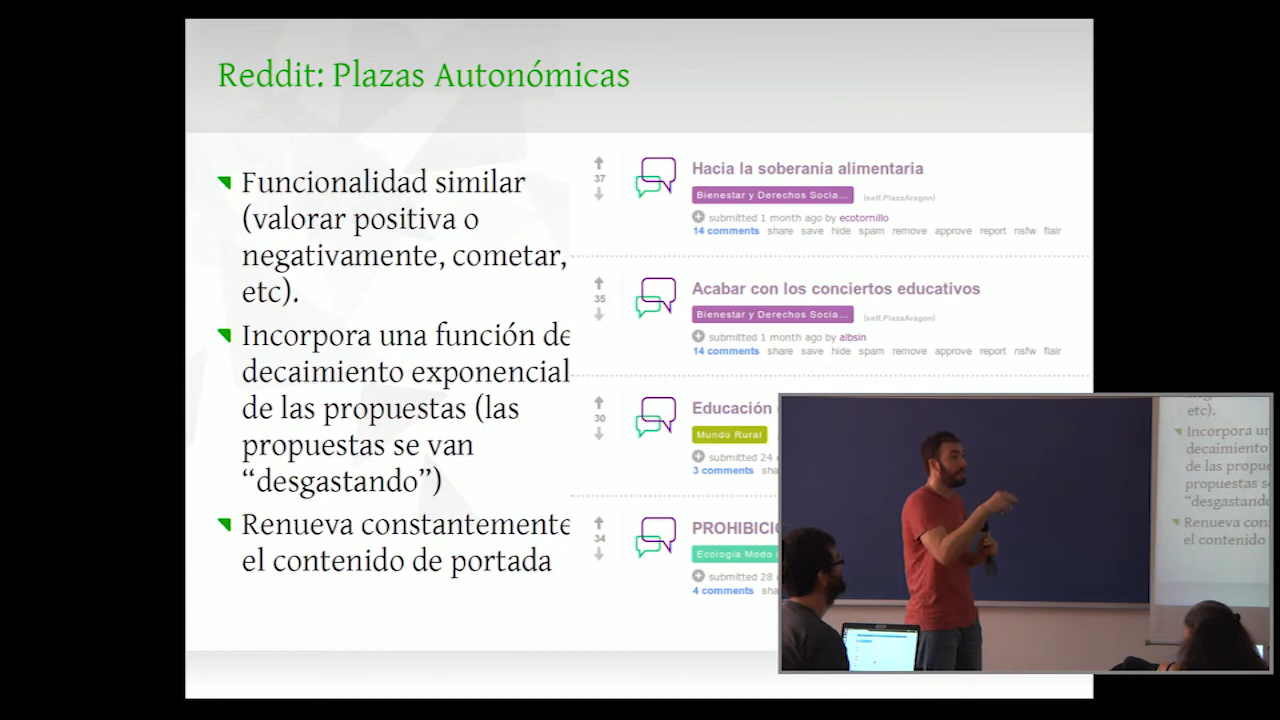 Reddit: Plazas Autonómicas
Funcionalidad similar
(valorar positiva o
negativamente, cometar,
etc).
Incorpora una función de
decaimiento exponencial
de las propuestas (las
propuestas se van
“desgastando”)
Renueva constantemente
el contenido de portada
37
Hacia la soberanía alimentaria
Bienestar y Derechos Socia... (self.PlazaAragon)
submitted 1 month ago by ecotornillo
14 comments share save hide spam remove approve report nsfw flair
35
Acabar con los conciertos educativos
Bienestar y Derechos Socia... (self.PlazaAragon)
submitted 1 month ago by albsin
14 comments share save hide spam remove approve report nsfw flair
30
Educación
Mundo Rural
submitted 24
3 comments sha
34
PROHIBICI
Ecología Modo
submitted 28
4 comments sha
etc).
Incorpora un
decaimiento
de las propue
propuestas se
“desgastando
Renueva con
el contenido